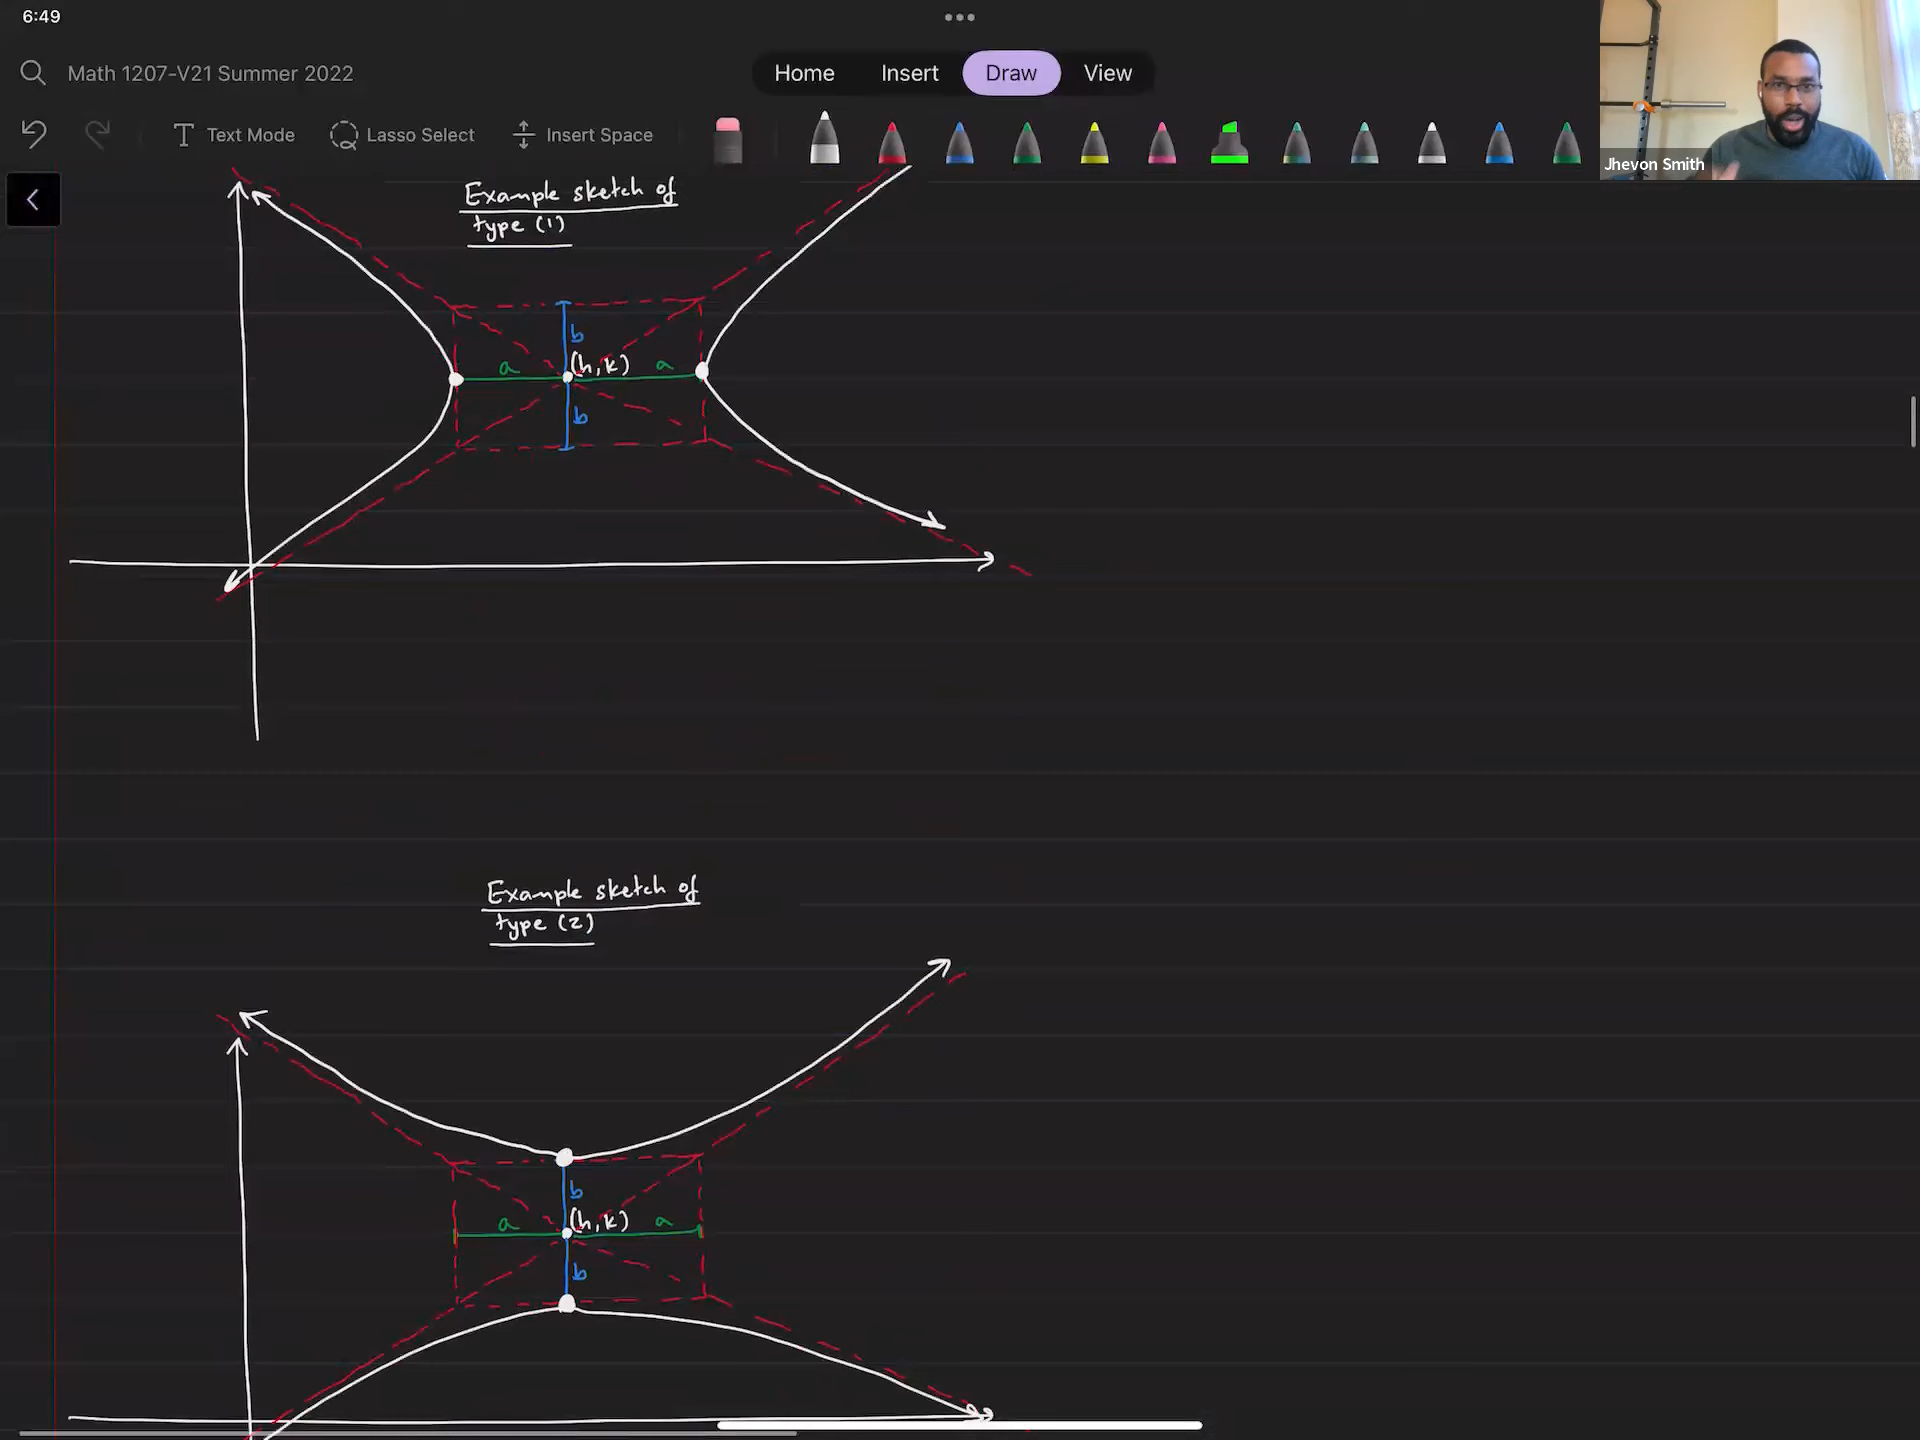 6:49
Math 1207-V21 Summer 2022
Home Insert Draw View
Text Mode Lasso Select Insert Space
Jhevon Smith
Example sketch of
type (1)
b
a (h,k) a
b
Example sketch of
type (2)
b
a (h,k) a
b